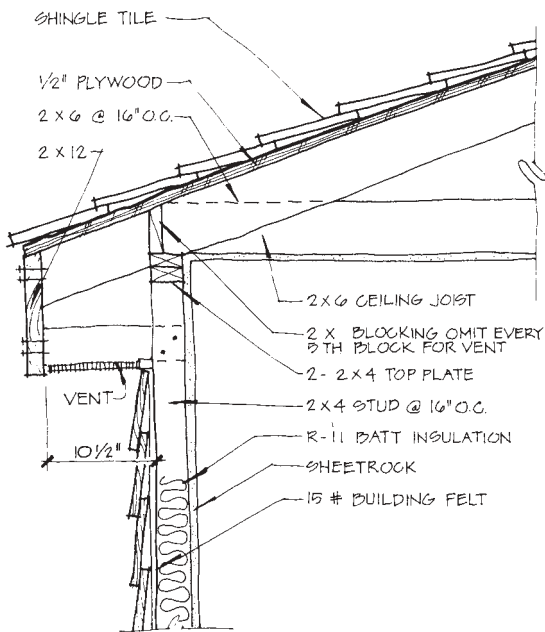 SHINGLE TILE
1/2" PLYWOOD
2 X 6 @ 16" O.C.
2 X 12
2 X 6 CEILING JOIST
2 X BLOCKING OMIT EVERY
5 TH BLOCK FOR VENT
2- 2 X 4 TOP PLATE
VENT
2 X 4 STUD @ 16" O.C.
R-11 BATT INSULATION
10 1/2"
SHEETROCK
15 # BUILDING FELT